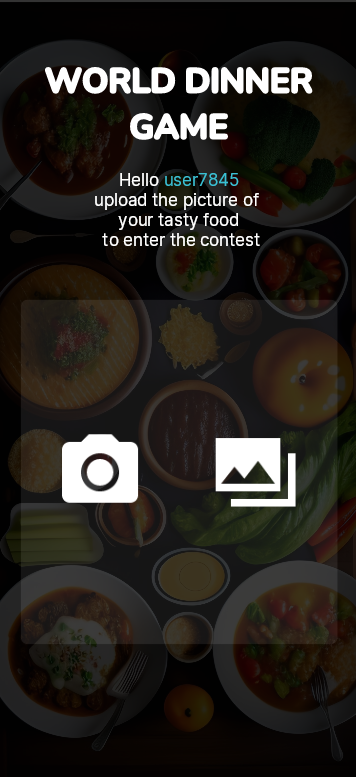 WORLD DINNER
GAME
Hello user7845
upload the picture of
your tasty food
to enter the contest